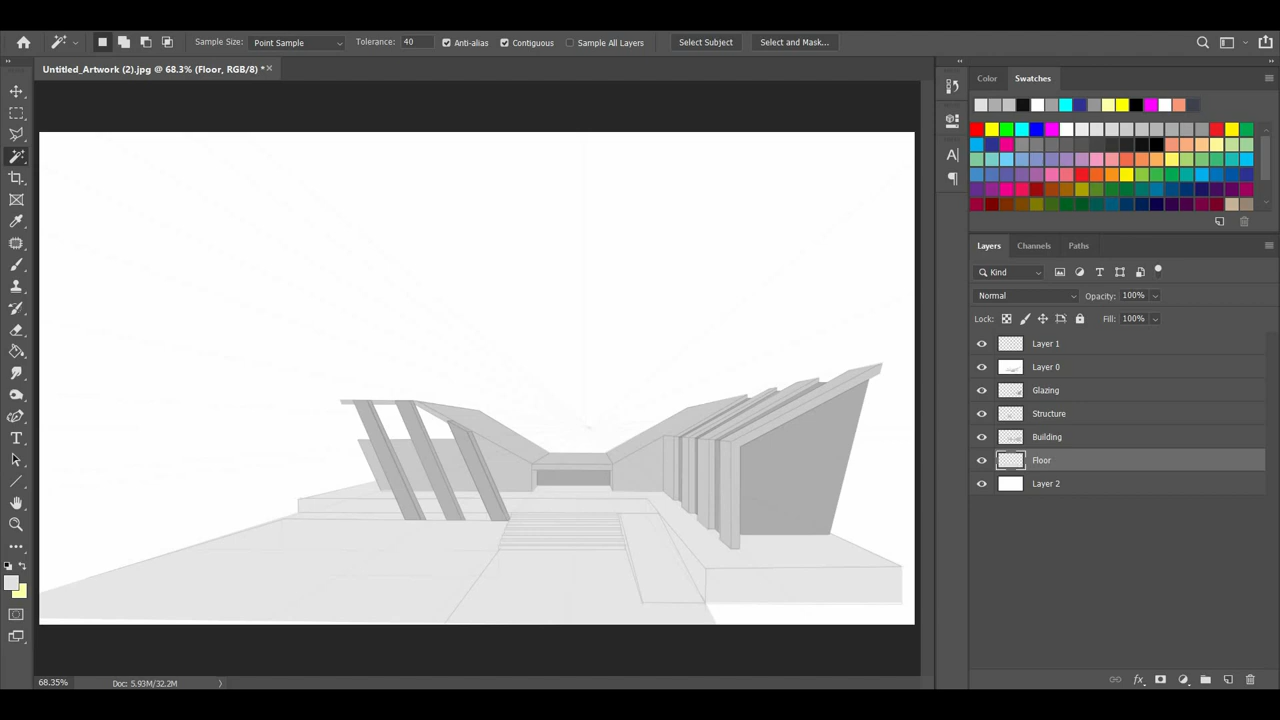 Sample Size: Point Sample Tolerance: 40 Anti-alias Contiguous Sample All Layers Select Subject Select and Mask...
Untitled_Artwork (2).jpg @ 68.3% (Floor, RGB/8) *
Color Swatches
Layers Channels Paths
Kind
Normal Opacity: 100%
Lock: Fill: 100%
Layer 1
Layer 0
Glazing
Structure
Building
Floor
Layer 2
68.35% Doc: 5.93M/32.2M